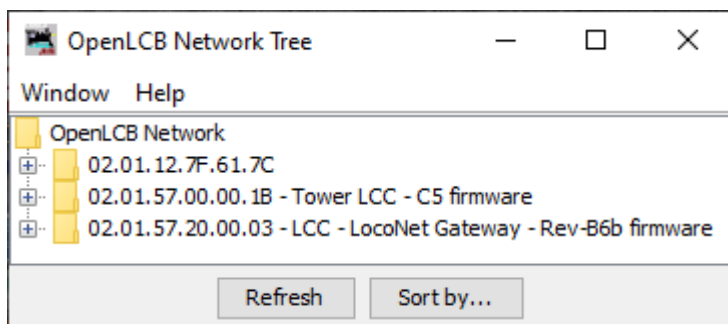 OpenLCB Network Tree
Window Help
OpenLCB Network
02.01.12.7F.61.7C
02.01.57.00.00.1B - Tower LCC - C5 firmware
02.01.57.20.00.03 - LCC - LocoNet Gateway - Rev-B6b firmware
Refresh Sort by...